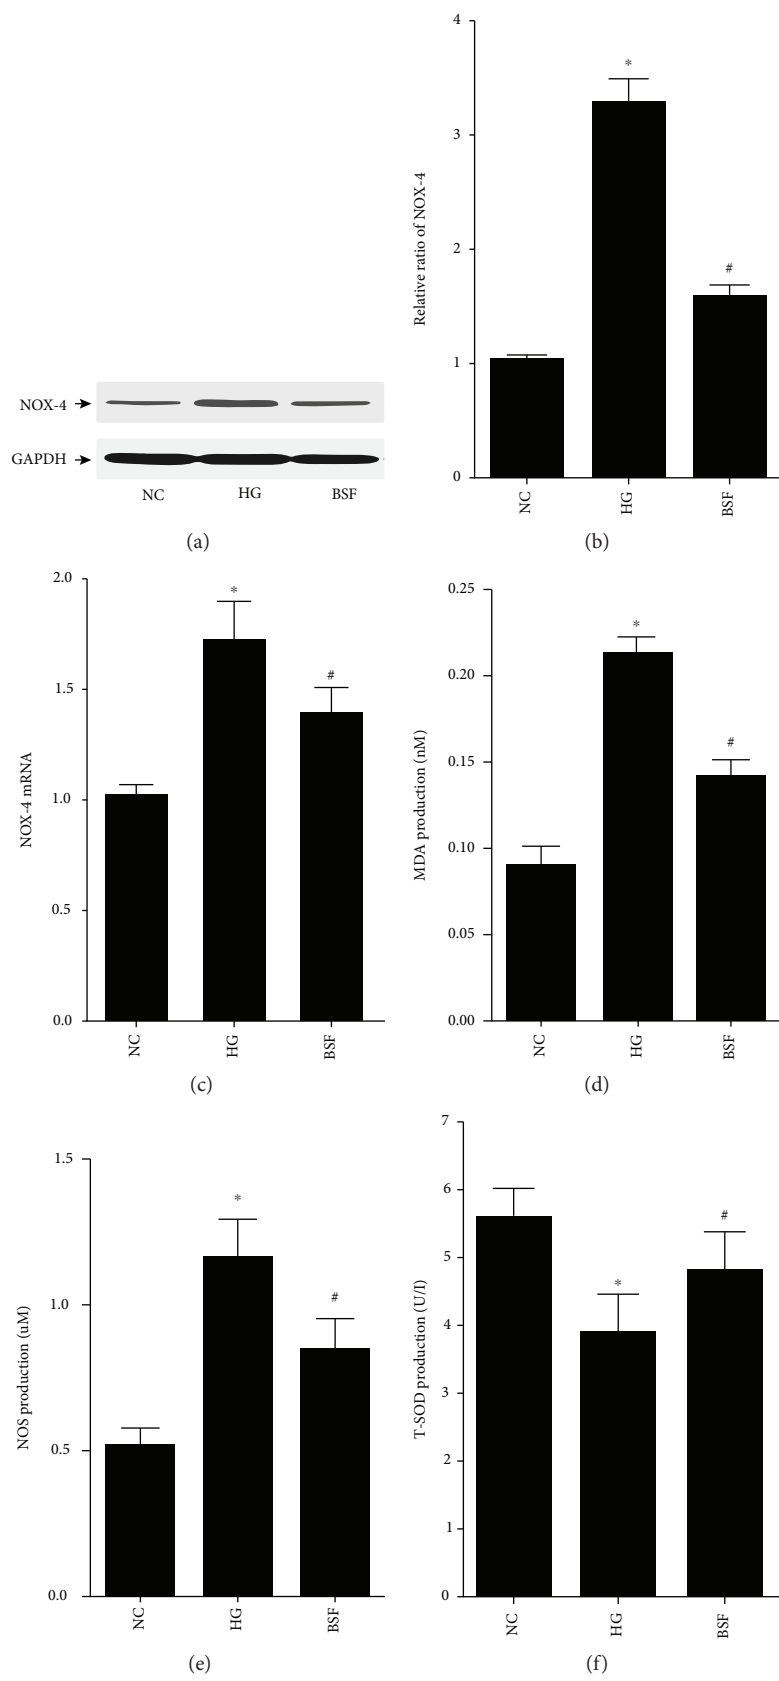 NOX-4
GAPDH
NC HG BSF
(a)
4
3
2
1
0
Relative ratio of NOX-4
*
#
NC HG BSF
(b)
2.0
1.5
1.0
0.5
0.0
NOX-4 mRNA
*
#
NC HG BSF
(c)
0.25
0.20
0.15
0.10
0.05
0.00
MDA production (nM)
*
#
NC HG BSF
(d)
1.5
1.0
0.5
0.0
NOS production (uM)
*
#
NC HG BSF
(e)
7
6
5
4
3
2
1
0
T-SOD production (U/I)
*
#
NC HG BSF
(f)